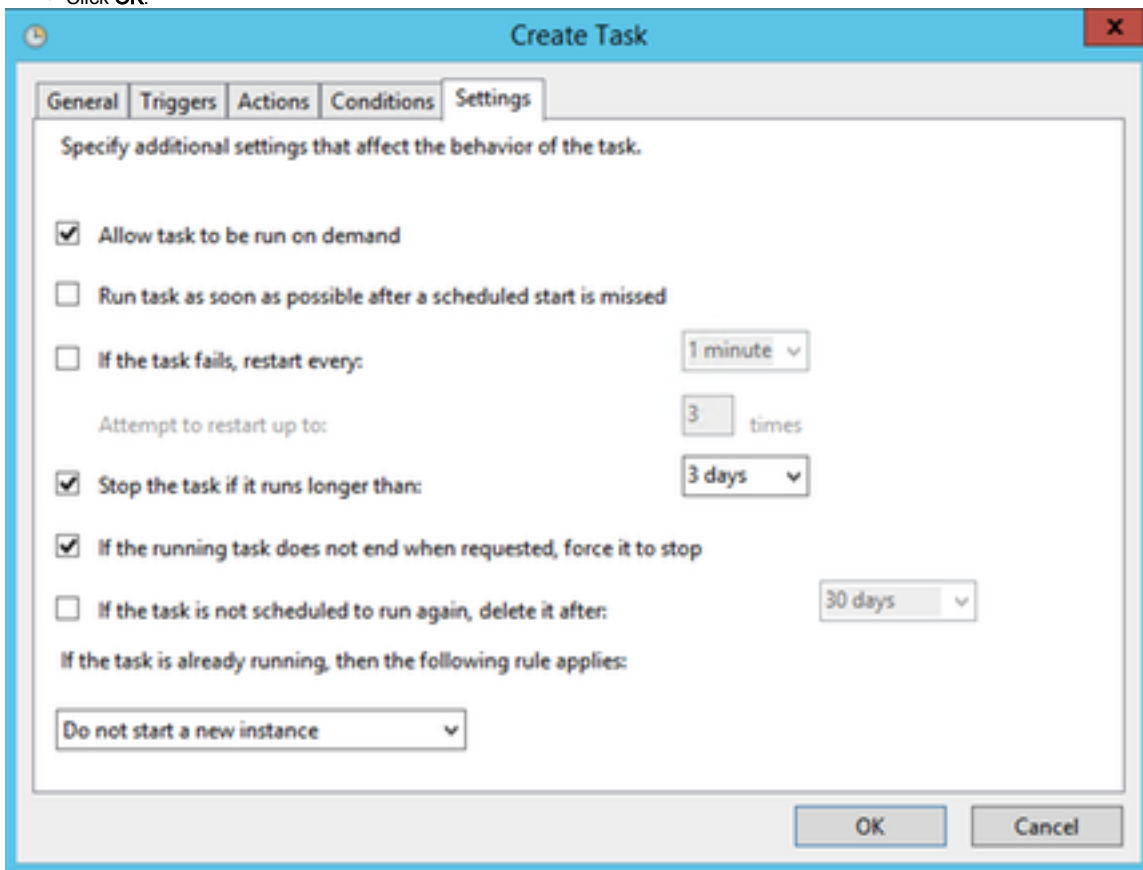 Click OK.
Create Task
x
General Triggers Actions Conditions Settings
Specify additional settings that affect the behavior of the task.
Allow task to be run on demand
Run task as soon as possible after a scheduled start is missed
If the task fails, restart every: 1 minute
Attempt to restart up to: 3 times
Stop the task if it runs longer than: 3 days
If the running task does not end when requested, force it to stop
If the task is not scheduled to run again, delete it after: 30 days
If the task is already running, then the following rule applies:
Do not start a new instance
OK Cancel